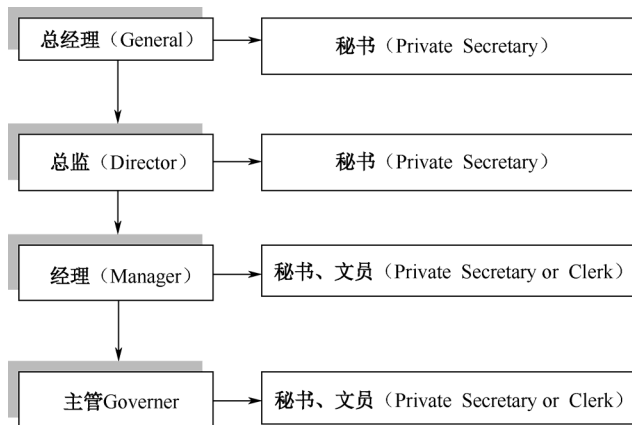 总经理（General）
秘书（Private Secretary）
总监（Director）
秘书（Private Secretary）
经理（Manager）
秘书、文员（Private Secretary or Clerk）
主管Governer
秘书、文员（Private Secretary or Clerk）